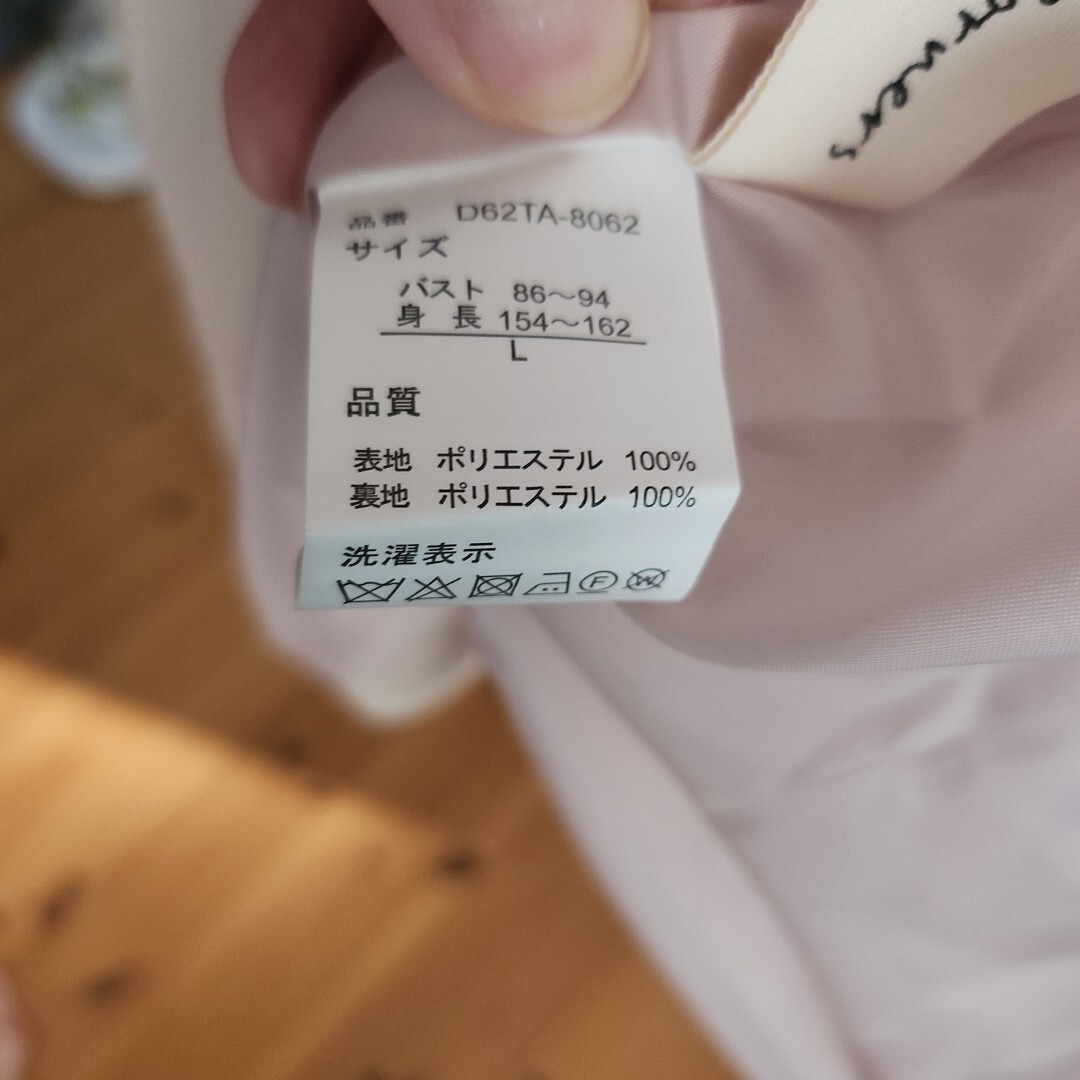 品番 D62TA-8062
サイズ
バスト 86～94
身長 154～162
L
品質
表地 ポリエステル 100%
裏地 ポリエステル 100%
洗濯表示
F W